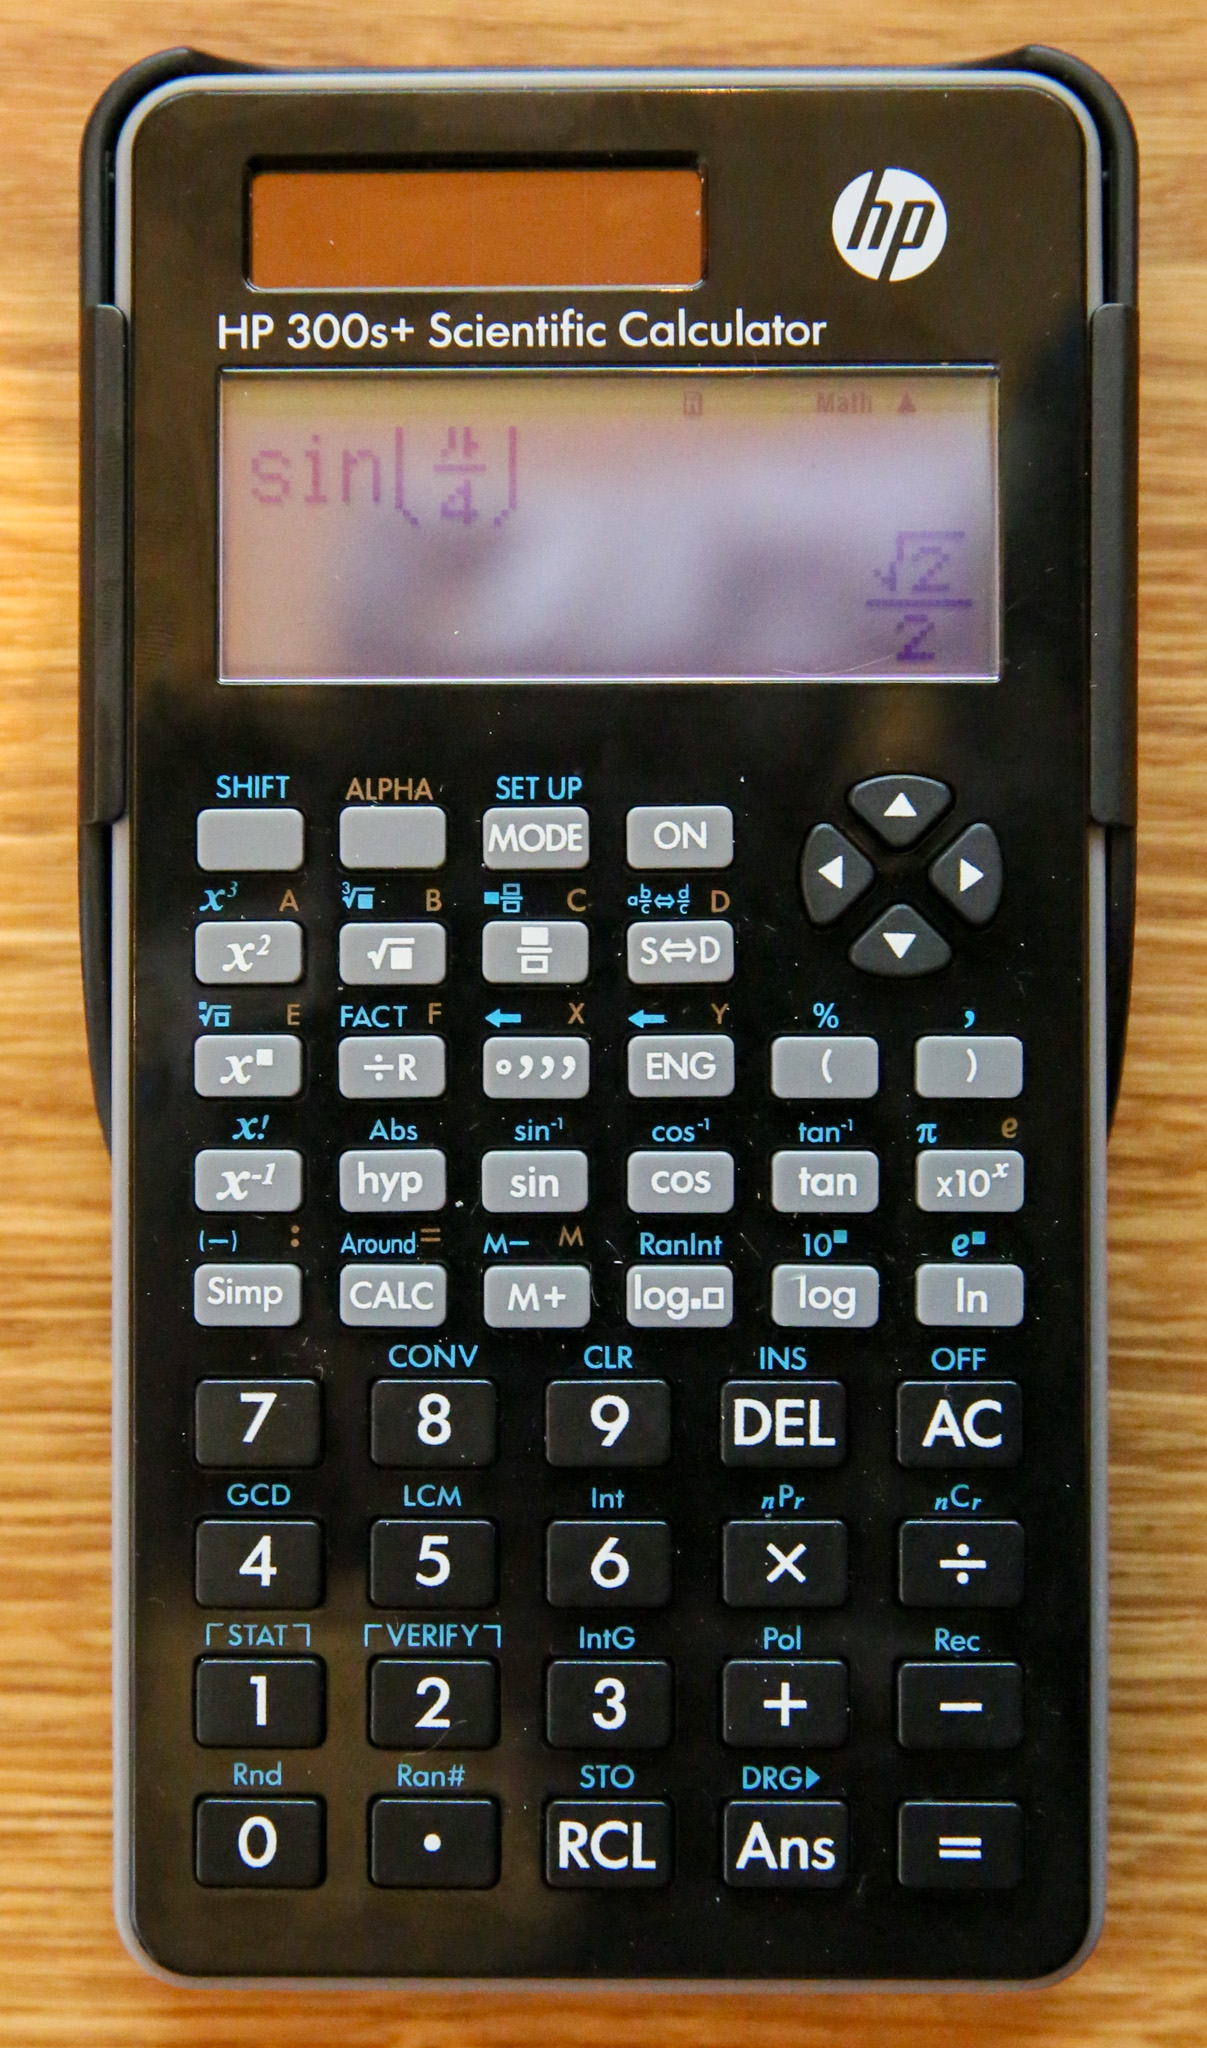 hp
HP 300s+ Scientific Calculator
R Math ▲
sin(π/4)
√2/2
SHIFT ALPHA SET UP
MODE ON
x³ A ³√■ B ■□/□ C a b/c⇔d/c D
x² √■ ■/□ S⇔D
■√□ E FACT F ← X ← Y % ,
x■ ÷R °,,, ENG ( )
x! Abs sin⁻¹ cos⁻¹ tan⁻¹ π e
x⁻¹ hyp sin cos tan x10ˣ
(−) : Around = M− M RanInt 10■ e■
Simp CALC M+ log■□ log ln
CONV CLR INS OFF
7 8 9 DEL AC
GCD LCM Int nPr nCr
4 5 6 × ÷
STAT VERIFY IntG Pol Rec
1 2 3 + −
Rnd Ran# STO DRG▶
0 • RCL Ans =